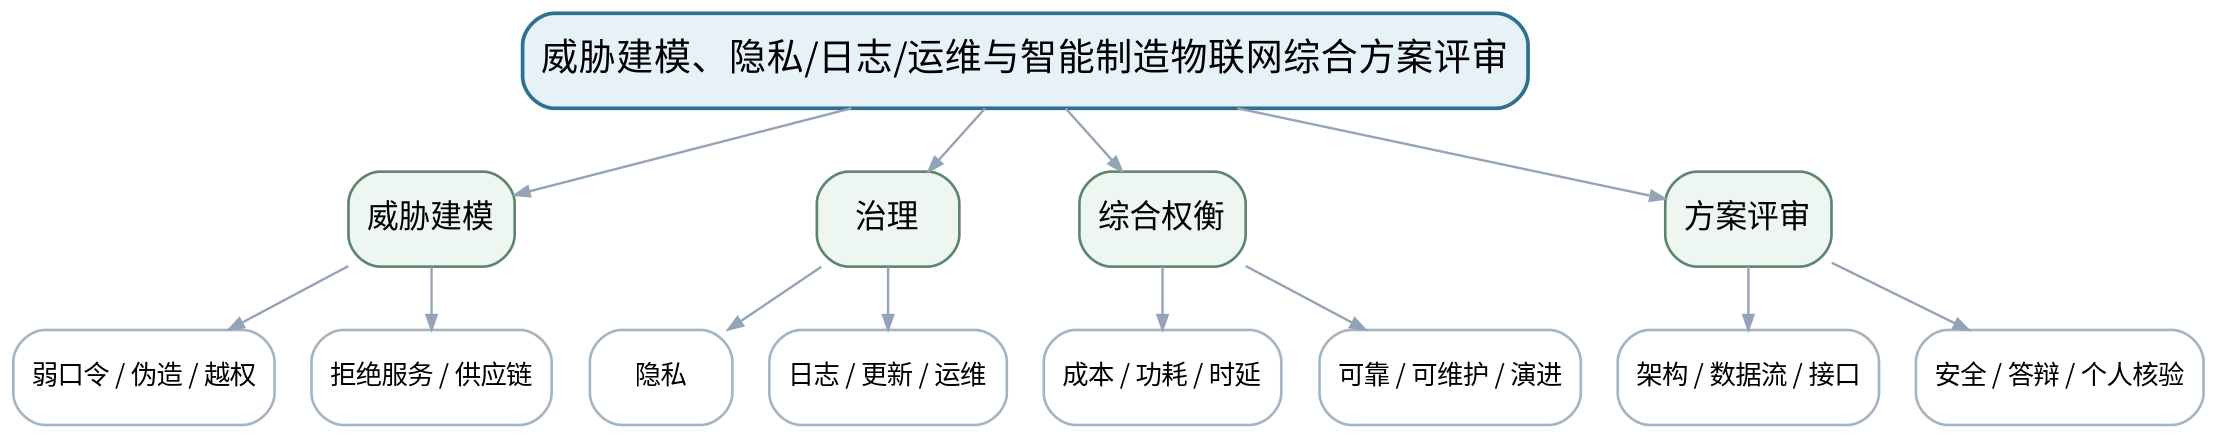 威胁建模、隐私/日志/运维与智能制造物联网综合方案评审
威胁建模
治理
综合权衡
方案评审
弱口令 / 伪造 / 越权
拒绝服务 / 供应链
隐私
日志 / 更新 / 运维
成本 / 功耗 / 时延
可靠 / 可维护 / 演进
架构 / 数据流 / 接口
安全 / 答辩 / 个人核验